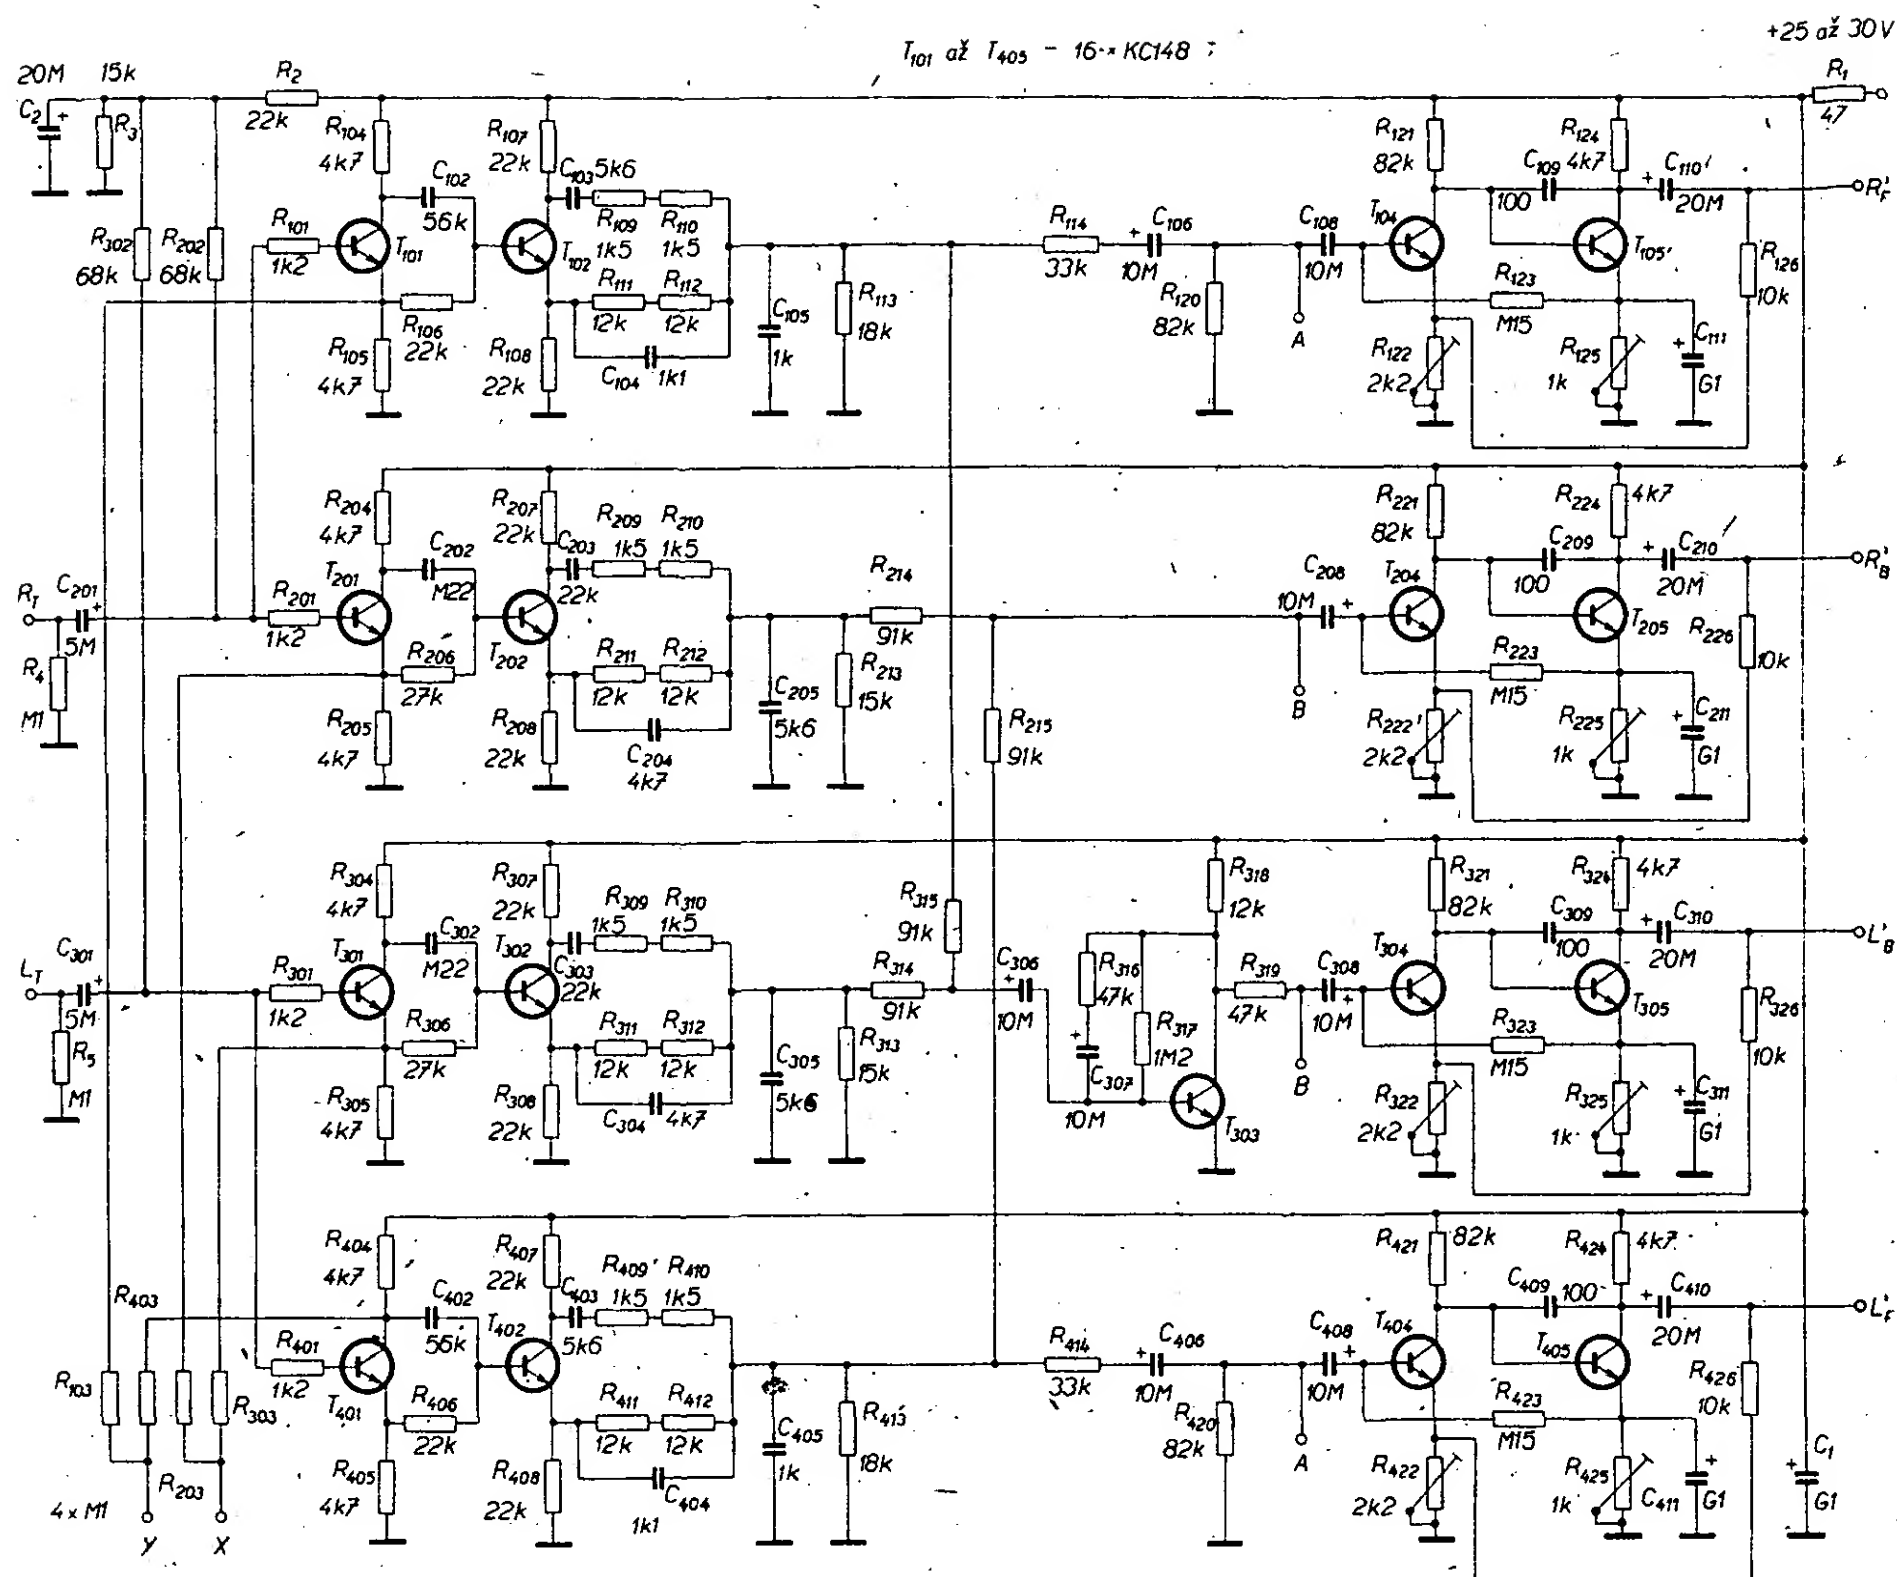 T101 až T405 - 16 × KC148
+25 až 30V
20M
C2
15k
R3
R2
22k
R1
47
R104
4k7
C102
56k
R107
22k
C103
5k6
R109
1k5
R110
1k5
R302
68k
R202
68k
R101
1k2
T101
T102
R106
22k
R105
4k7
R108
22k
R111
12k
R112
12k
C104
1k1
C105
1k
R113
18k
R114
33k
C106
10M
R120
82k
C108
10M
A
R121
82k
T104
C109
100
R124
4k7
C110
20M
R'F
T105
R123
M15
R126
10k
R122
2k2
R125
1k
C111
G1
RT
C201
5M
R4
M1
R201
1k2
R204
4k7
T201
C202
M22
R207
22k
C203
22k
R209
1k5
R210
1k5
R206
27k
T202
R205
4k7
R208
22k
R211
12k
R212
12k
C204
4k7
C205
5k6
R213
15k
R214
91k
R215
91k
C208
10M
B
R221
82k
T204
C209
100
R224
4k7
C210
20M
R'B
T205
R223
M15
R226
10k
R222
2k2
R225
1k
C211
G1
LT
C301
5M
R5
M1
R301
1k2
R304
4k7
T301
C302
M22
R307
22k
T302
C303
22k
R309
1k5
R310
1k5
R306
27k
R305
4k7
R308
22k
R311
12k
R312
12k
C304
4k7
C305
5k6
R313
15k
R314
91k
R315
91k
C306
10M
R316
47k
C307
10M
R317
1M2
R318
12k
T303
R319
47k
C308
10M
B
R321
82k
T304
C309
100
R324
4k7
C310
20M
L'B
T305
R323
M15
R326
10k
R322
2k2
R325
1k
C311
G1
R403
R103
R303
R203
4 x M1
Y
X
R401
1k2
R404
4k7
T401
C402
56k
R407
22k
T402
C403
5k6
R409
1k5
R410
1k5
R406
22k
R405
4k7
R408
22k
R411
12k
R412
12k
C404
1k1
C405
1k
R413
18k
R414
33k
C406
10M
R420
82k
C408
10M
A
R421
82k
T404
C409
100
R424
4k7
C410
20M
L'F
T405
R423
M15
R426
10k
R422
2k2
R425
1k
C411
G1
C1
G1